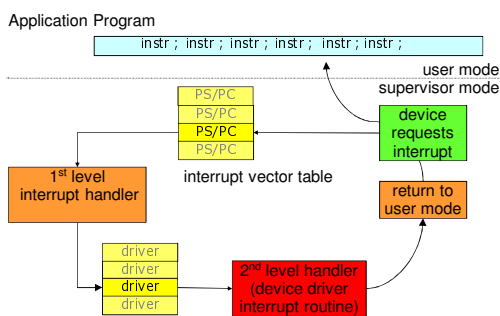 Application Program
instr ; instr ; instr ; instr ; instr ; instr ;
user mode
supervisor mode
PS/PC
PS/PC
PS/PC
PS/PC
device
requests
interrupt
1st level
interrupt handler
interrupt vector table
return to
user mode
driver
driver
driver
driver
2nd level handler
(device driver
interrupt routine)